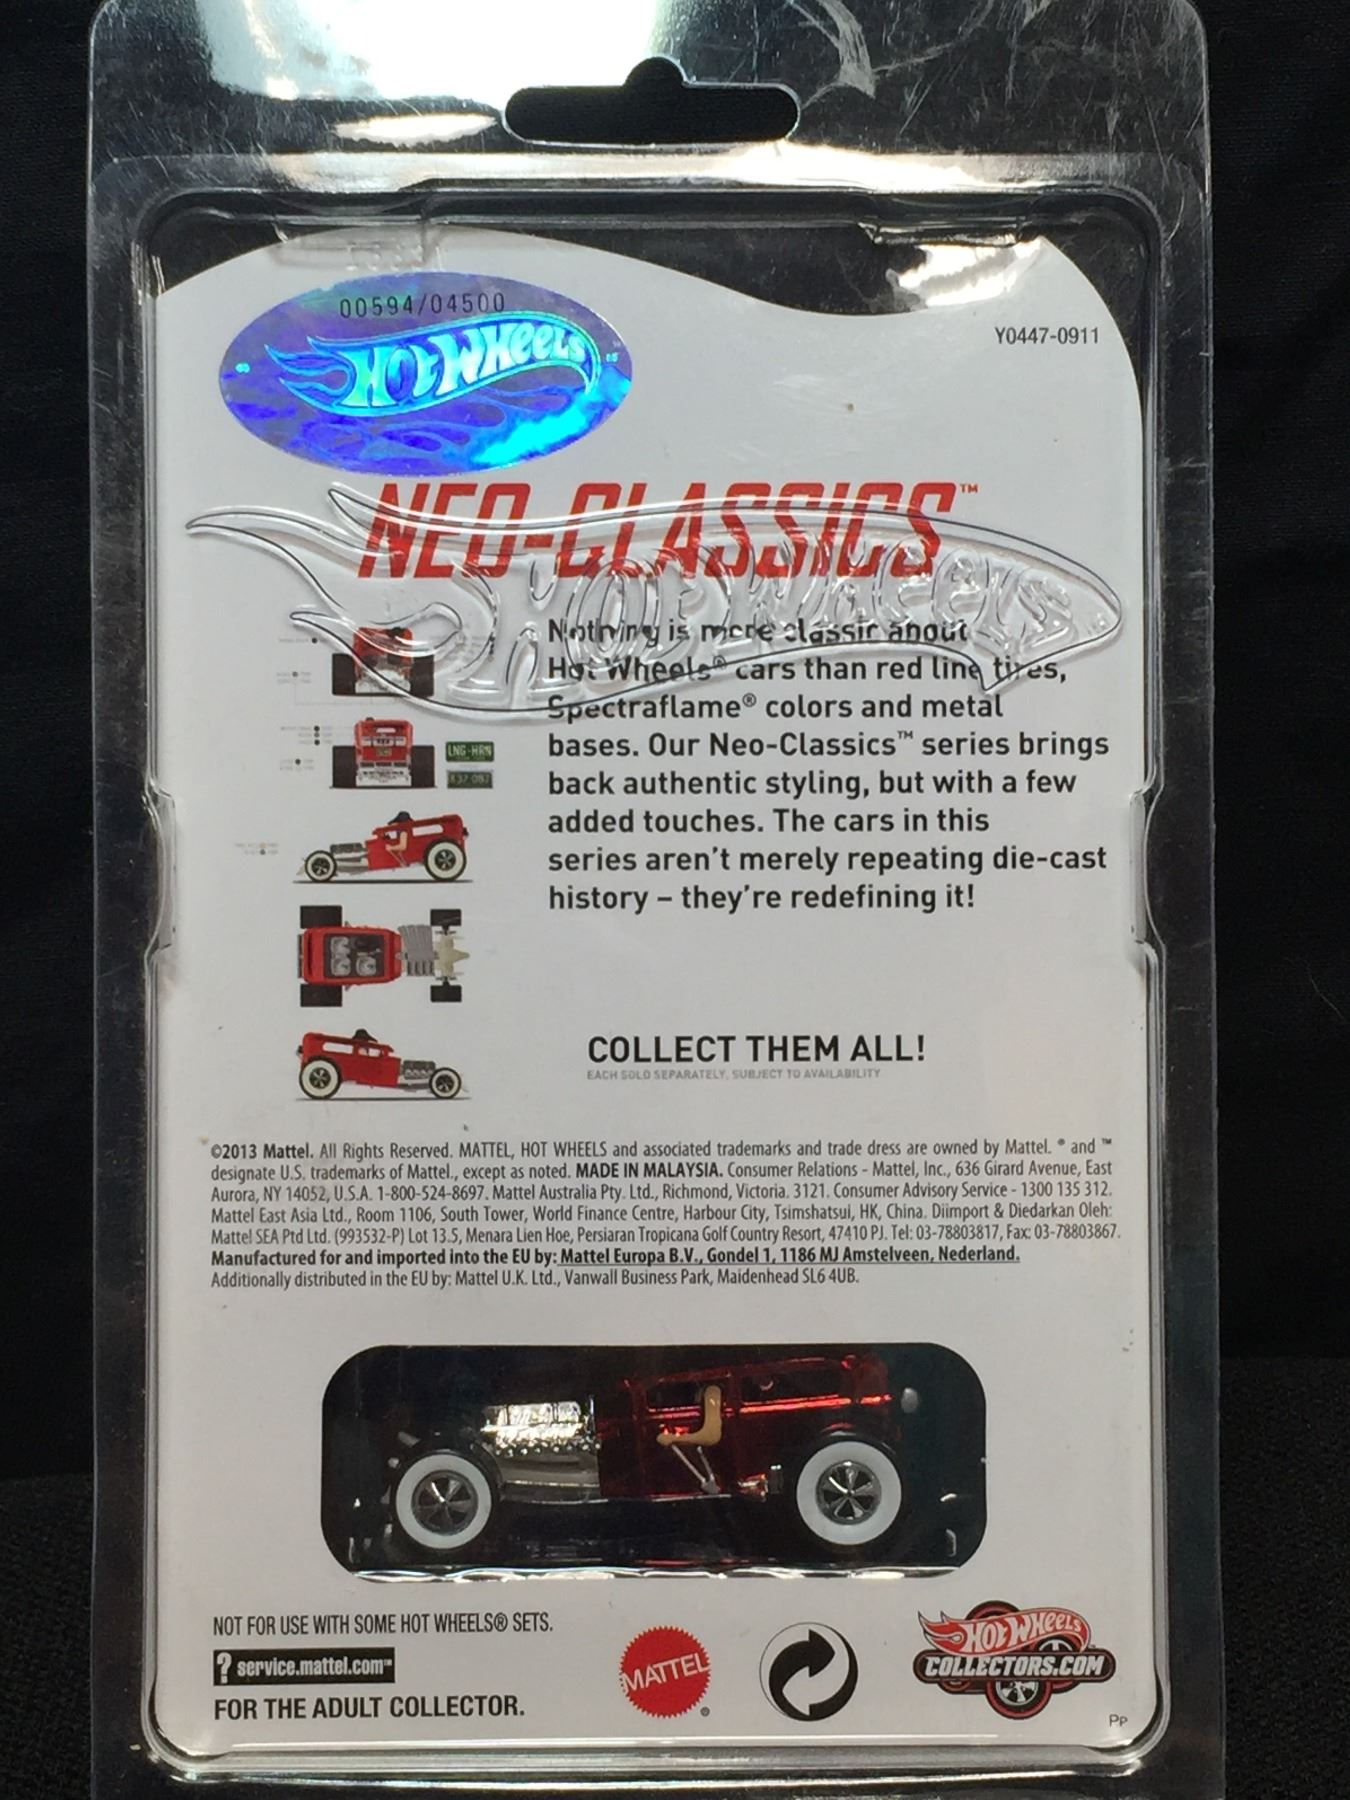 00594/04500
Hot Wheels
Y0447-0911
NEO-CLASSICS™
Hot Wheels
Nothing is more classic about
Hot Wheels® cars than red line tires,
Spectraflame® colors and metal
bases. Our Neo-Classics™ series brings
back authentic styling, but with a few
added touches. The cars in this
series aren't merely repeating die-cast
history – they're redefining it!
LNG-HRN
COLLECT THEM ALL!
EACH SOLD SEPARATELY, SUBJECT TO AVAILABILITY
©2013 Mattel. All Rights Reserved. MATTEL, HOT WHEELS and associated trademarks and trade dress are owned by Mattel. ® and ™
designate U.S. trademarks of Mattel., except as noted. MADE IN MALAYSIA. Consumer Relations - Mattel, Inc., 636 Girard Avenue, East
Aurora, NY 14052, U.S.A. 1-800-524-8697. Mattel Australia Pty. Ltd., Richmond, Victoria. 3121. Consumer Advisory Service - 1300 135 312.
Mattel East Asia Ltd., Room 1106, South Tower, World Finance Centre, Harbour City, Tsimshatsui, HK, China. Diimport & Diedarkan Oleh:
Mattel SEA Ptd Ltd. (993532-P) Lot 13.5, Menara Lien Hoe, Persiaran Tropicana Golf Country Resort, 47410 PJ. Tel: 03-78803817, Fax: 03-78803867.
Manufactured for and imported into the EU by: Mattel Europa B.V., Gondel 1, 1186 MJ Amstelveen, Nederland.
Additionally distributed in the EU by: Mattel U.K. Ltd., Vanwall Business Park, Maidenhead SL6 4UB.
NOT FOR USE WITH SOME HOT WHEELS® SETS.
? service.mattel.com™
FOR THE ADULT COLLECTOR.
MATTEL®
Hot Wheels
COLLECTORS.COM
PP